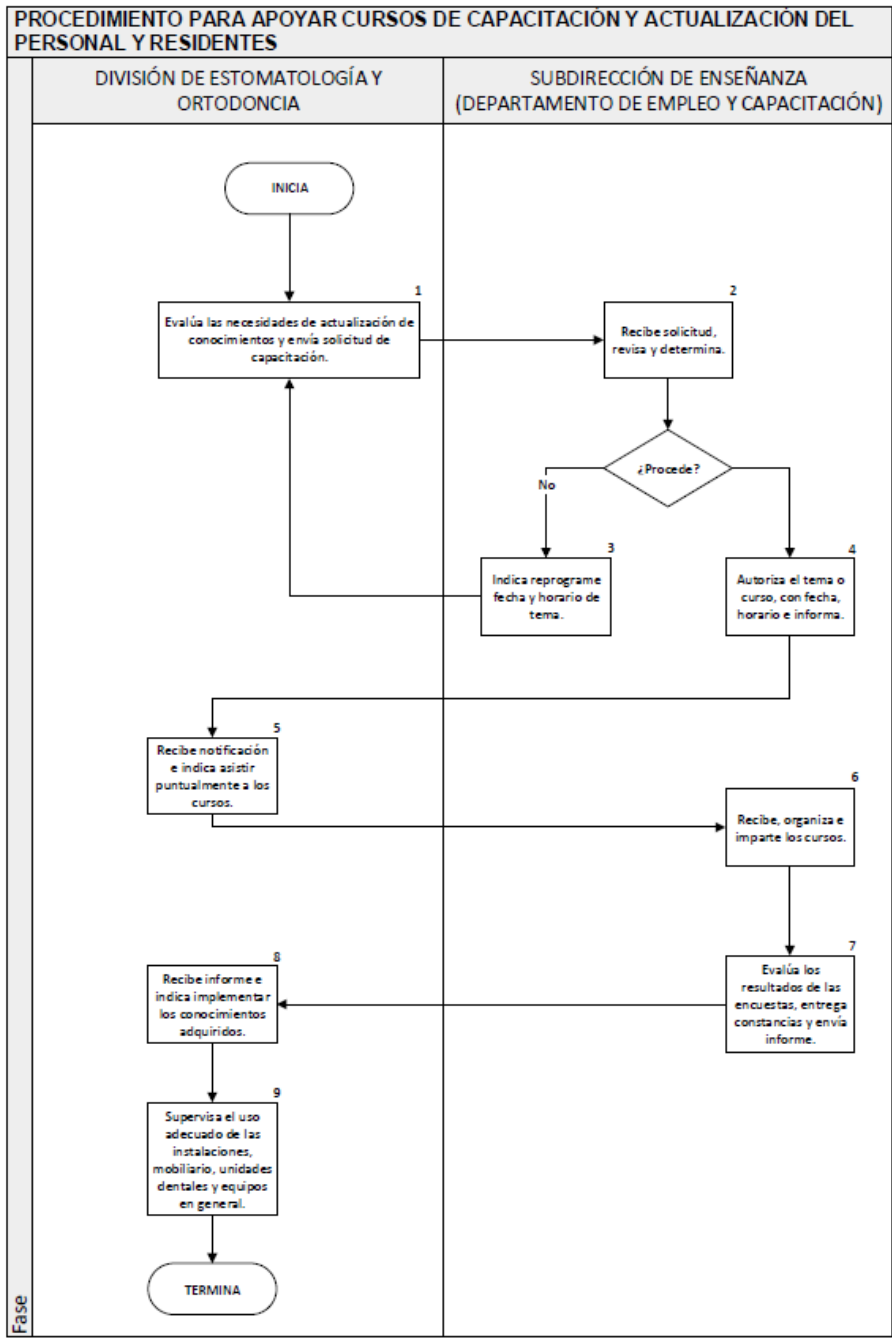 PROCEDIMIENTO PARA APOYAR CURSOS DE CAPACITACIÓN Y ACTUALIZACIÓN DEL
PERSONAL Y RESIDENTES
DIVISIÓN DE ESTOMATOLOGÍA Y
ORTODONCIA
SUBDIRECCIÓN DE ENSEÑANZA
(DEPARTAMENTO DE EMPLEO Y CAPACITACIÓN)
INICIA
1
Evalúa las necesidades de actualización de
conocimientos y envía solicitud de
capacitación.
2
Recibe solicitud,
revisa y determina.
¿Procede?
No
3
Indica reprograme
fecha y horario de
tema.
4
Autoriza el tema o
curso, con fecha,
horario e informa.
5
Recibe notificación
e indica asistir
puntualmente a los
cursos.
6
Recibe, organiza e
imparte los cursos.
7
Evalúa los
resultados de las
encuestas, entrega
constancias y envía
informe.
8
Recibe informe e
indica implementar
los conocimientos
adquiridos.
9
Supervisa el uso
adecuado de las
instalaciones,
mobiliario, unidades
dentales y equipos
en general.
TERMINA
Fase